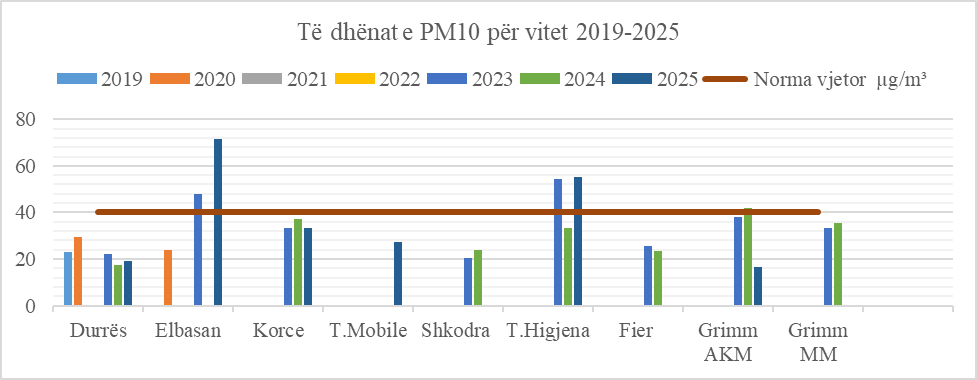 Të dhënat e PM10 për vitet 2019-2025
2019 2020 2021 2022 2023 2024 2025 Norma vjetor µg/m³
80
60
40
20
0
Durrës Elbasan Korce T.Mobile Shkodra T.Higjena Fier Grimm AKM Grimm MM